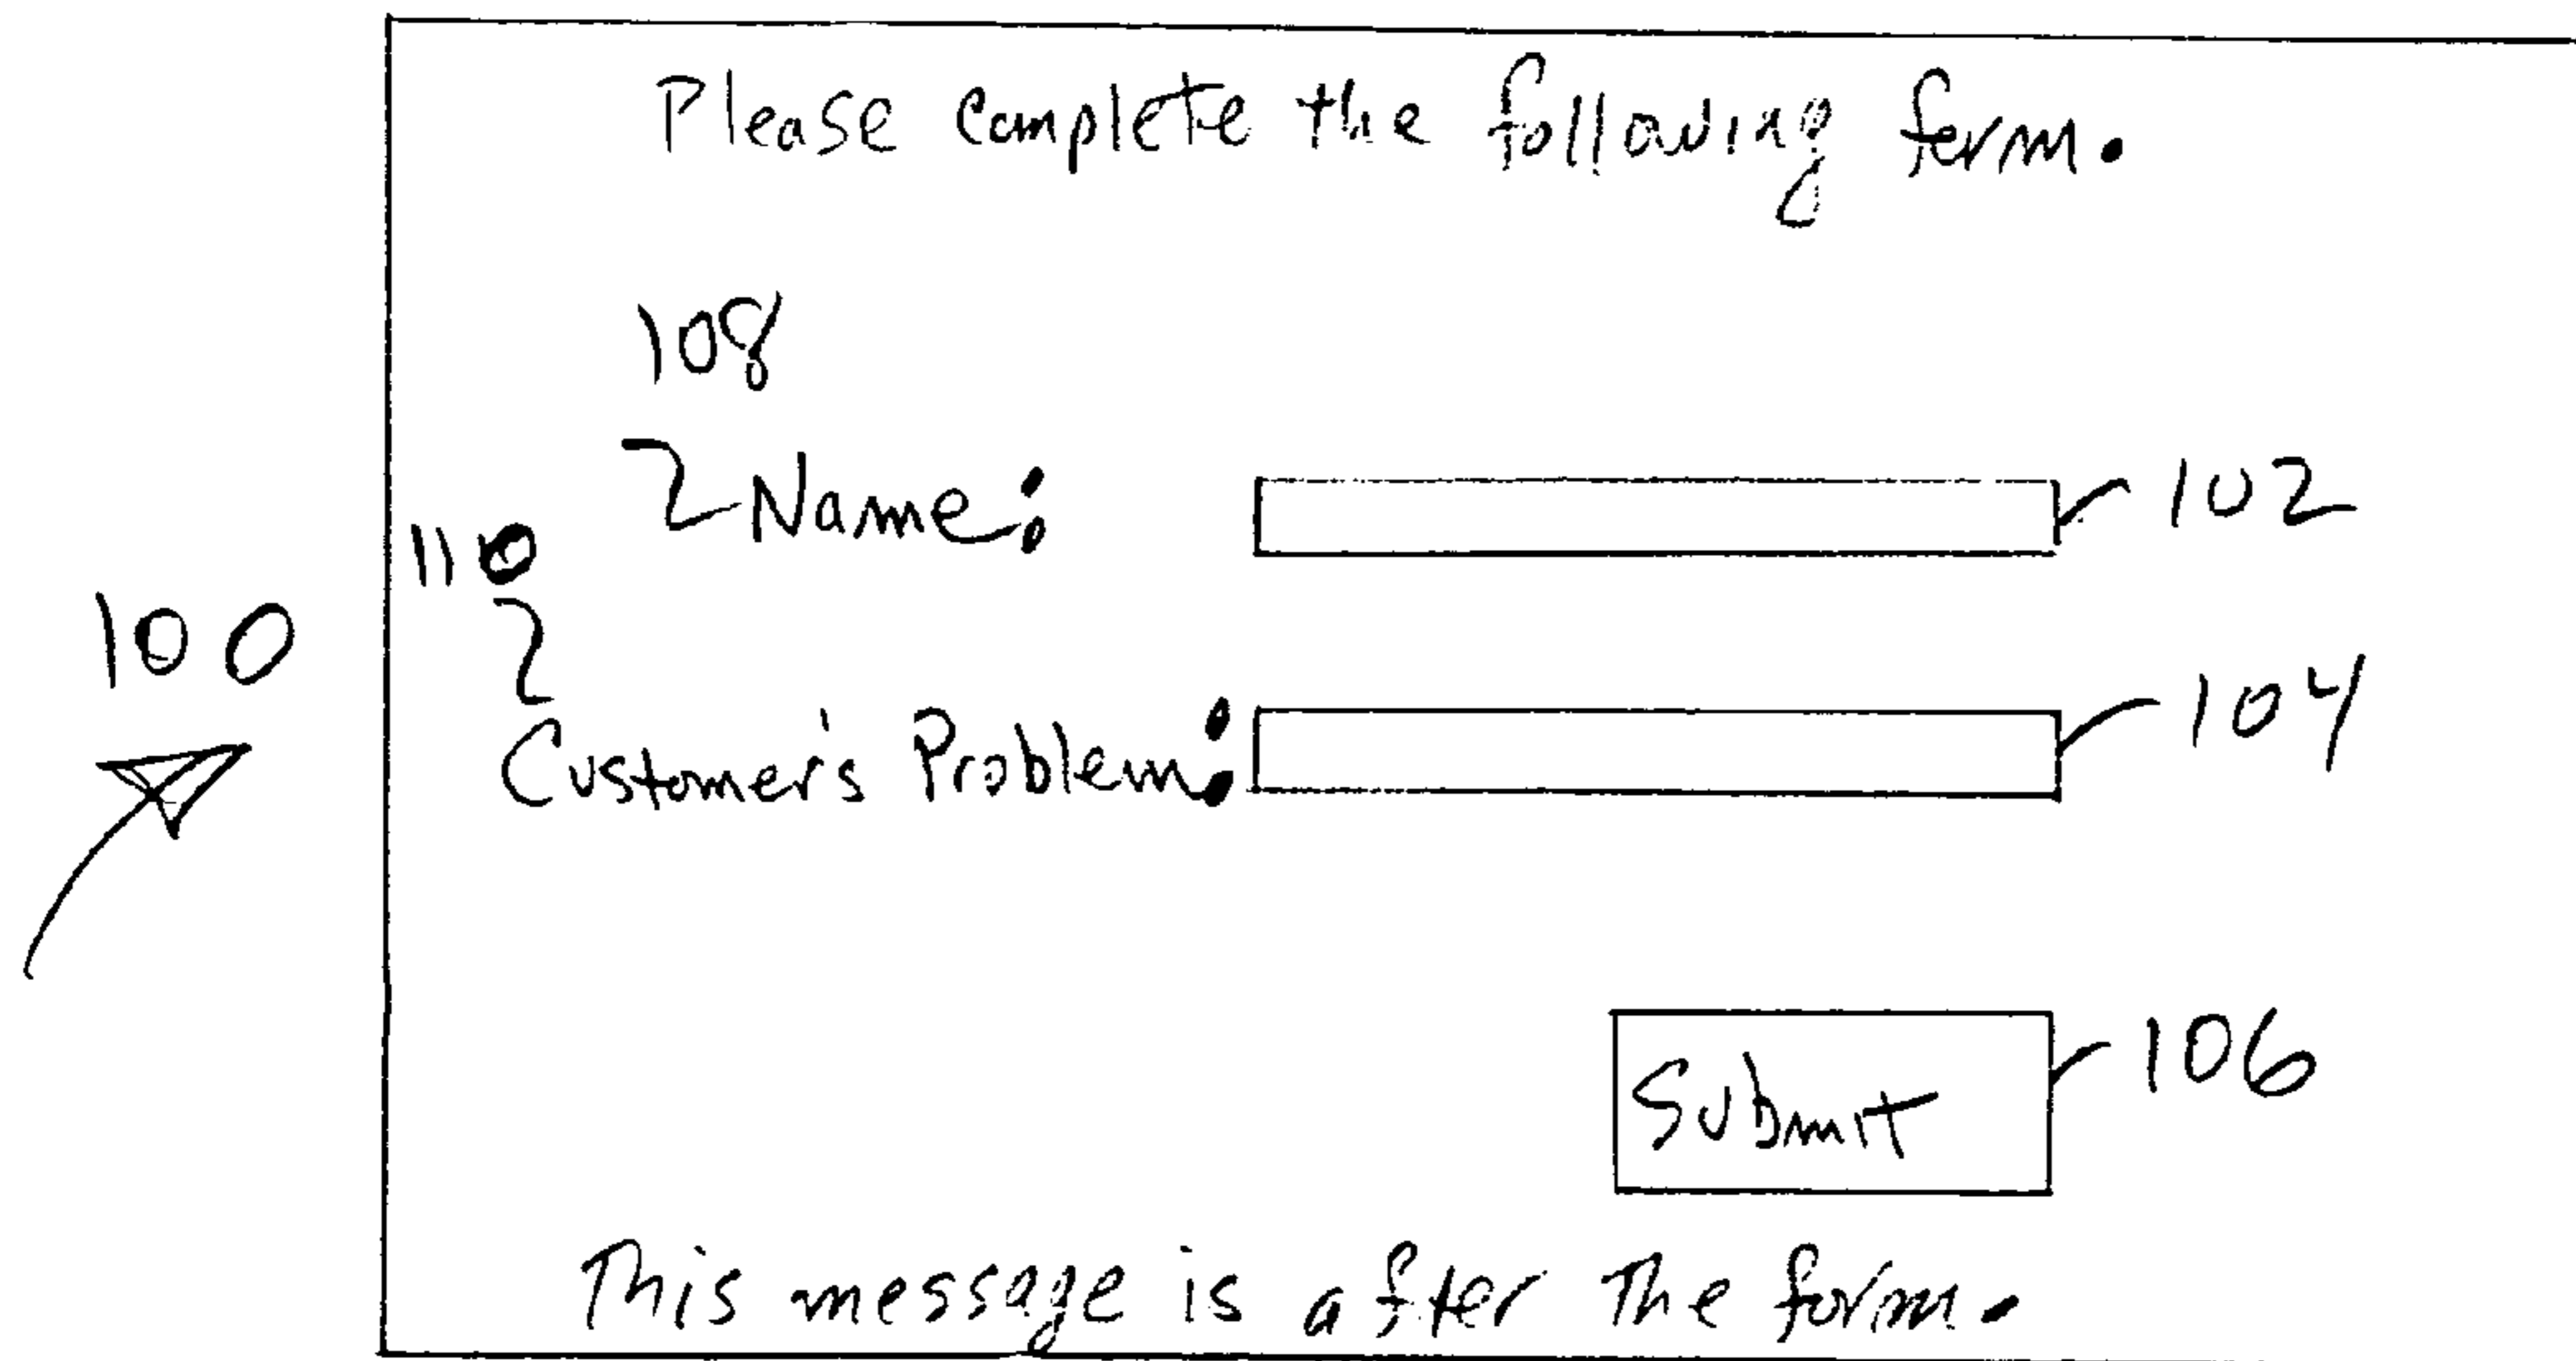 Please complete the following form.
108
Name: 102
110
100
Customer's Problem: 104
Submit 106
This message is after the form.